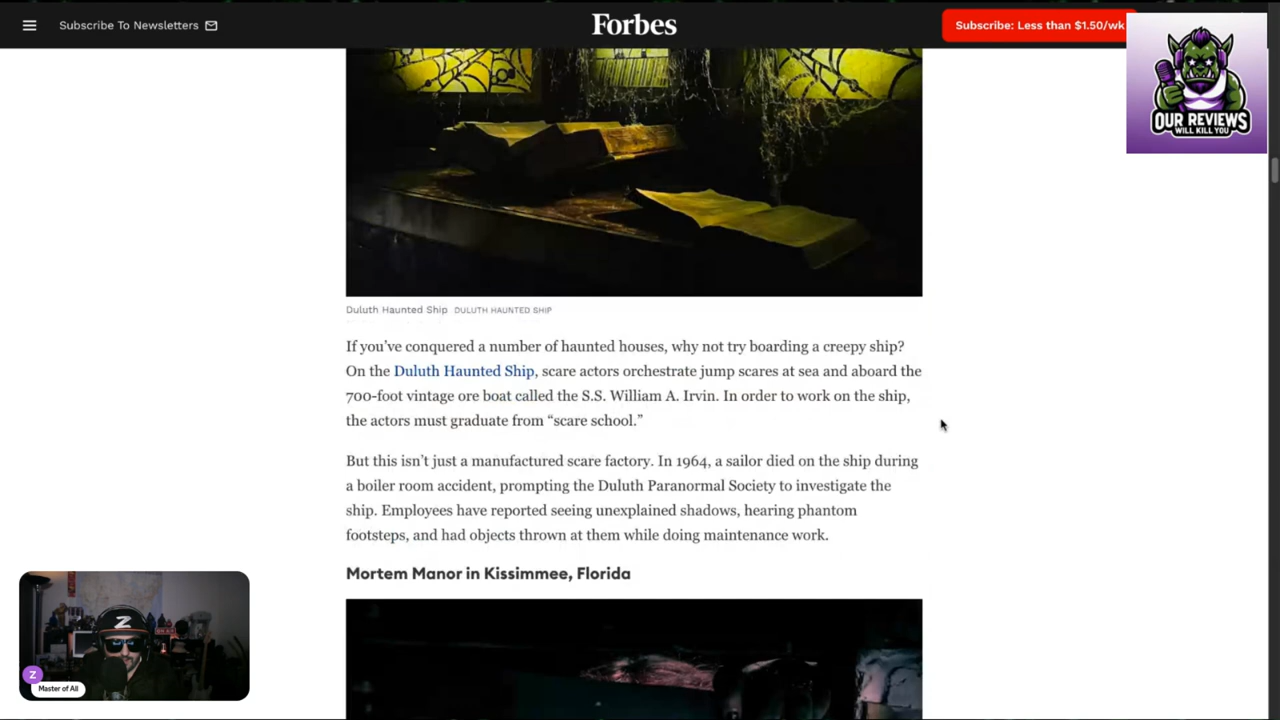 Subscribe To Newsletters
Forbes
Subscribe: Less than $1.50/wk
OUR REVIEWS
WILL KILL YOU
Duluth Haunted Ship DULUTH HAUNTED SHIP
If you’ve conquered a number of haunted houses, why not try boarding a creepy ship?
On the Duluth Haunted Ship, scare actors orchestrate jump scares at sea and aboard the
700-foot vintage ore boat called the S.S. William A. Irvin. In order to work on the ship,
the actors must graduate from “scare school.”
But this isn’t just a manufactured scare factory. In 1964, a sailor died on the ship during
a boiler room accident, prompting the Duluth Paranormal Society to investigate the
ship. Employees have reported seeing unexplained shadows, hearing phantom
footsteps, and had objects thrown at them while doing maintenance work.
Mortem Manor in Kissimmee, Florida
Z
Z
Master of All